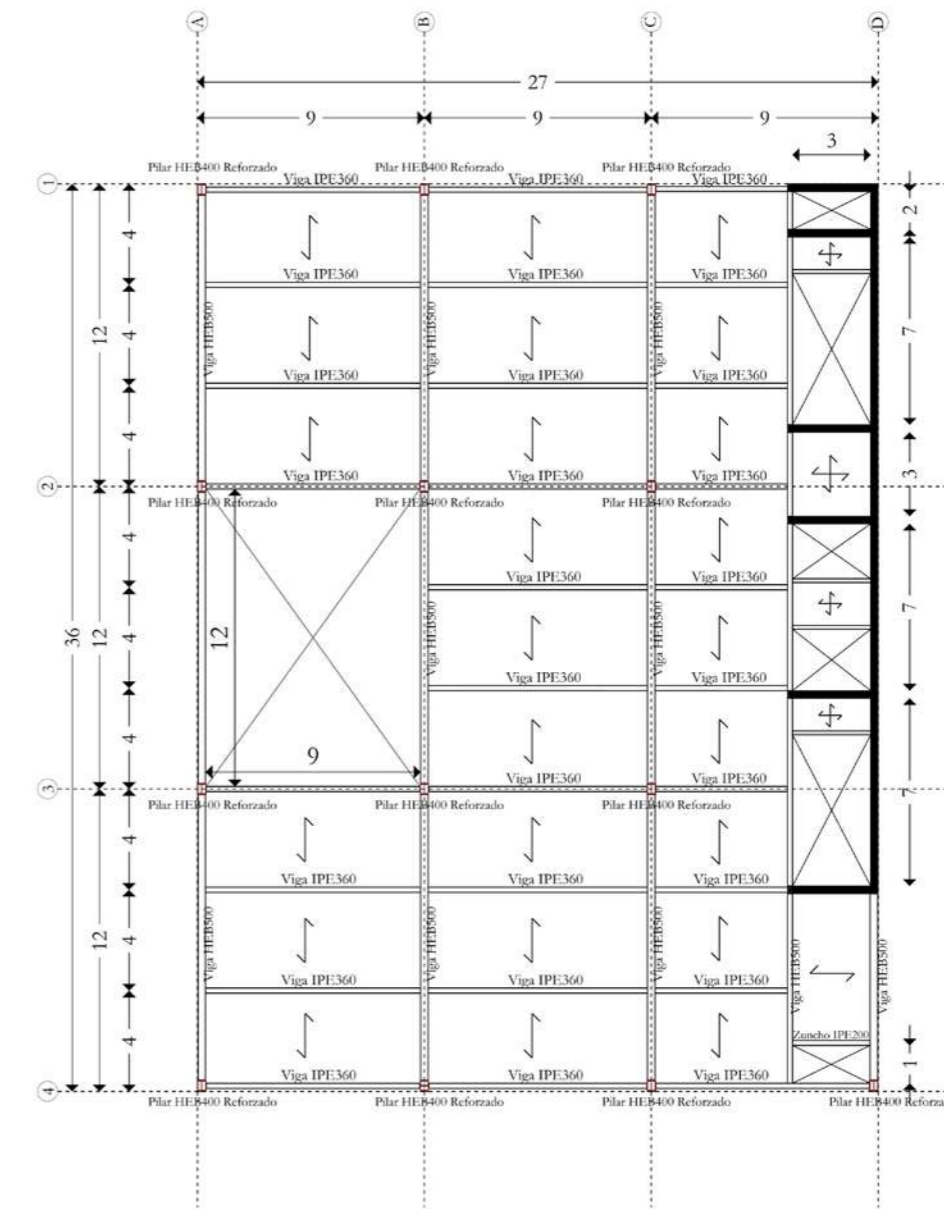 A B C D
27
9 9 9
3
Pilar HEB400 Reforzado Pilar HEB400 Reforzado Pilar HEB400 Reforzado
1 Viga IPE360 Viga IPE360 Viga IPE360
4 2
Viga IPE360 Viga IPE360 Viga IPE360
Viga HEB500 Viga HEB500 Viga HEB500
12 4 7
Viga IPE360 Viga IPE360 Viga IPE360
4 3
Viga IPE360 Viga IPE360 Viga IPE360
2
Pilar HEB400 Reforzado Pilar HEB400 Reforzado Pilar HEB400 Reforzado
4
Viga IPE360 Viga IPE360
Viga HEB500 Viga HEB500
36 12 4 12 7
Viga IPE360 Viga IPE360
4
9
Viga IPE360 Viga IPE360
3
Pilar HEB400 Reforzado Pilar HEB400 Reforzado Pilar HEB400 Reforzado
4 7
Viga IPE360 Viga IPE360 Viga IPE360
Viga HEB500 Viga HEB500 Viga HEB500 Viga HEB500 Viga HEB500
12 4
Viga IPE360 Viga IPE360 Viga IPE360
Zuncho IPE200
4 1
Viga IPE360 Viga IPE360 Viga IPE360
4
Pilar HEB400 Reforzado Pilar HEB400 Reforzado Pilar HEB400 Reforzado Pilar HEB400 Reforza